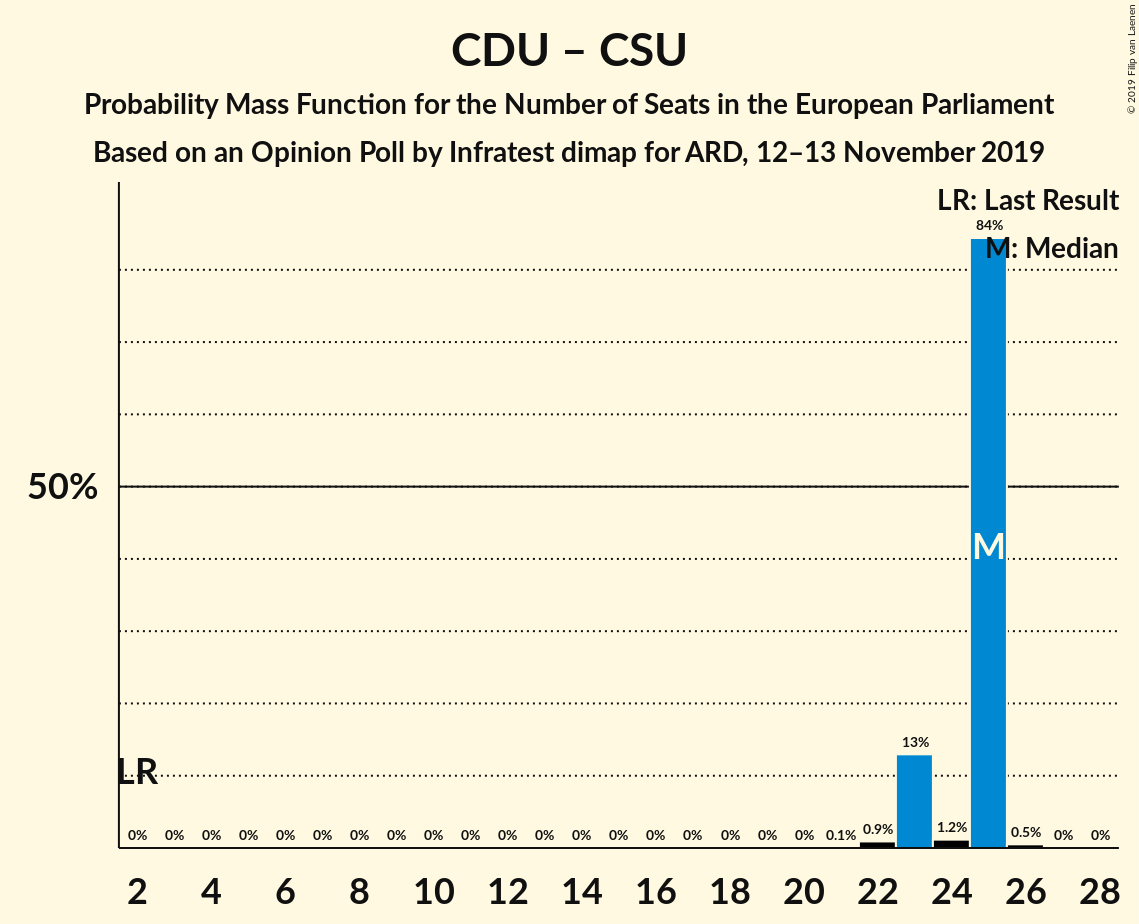 CDU – CSU
Probability Mass Function for the Number of Seats in the European Parliament
Based on an Opinion Poll by Infratest dimap for ARD, 12–13 November 2019
© 2019 Filip van Laenen
LR: Last Result
84%
M: Median
50%
M
13%
LR
0% 0% 0% 0% 0% 0% 0% 0% 0% 0% 0% 0% 0% 0% 0% 0% 0% 0% 0% 0.1% 0.9% 1.2% 0.5% 0% 0%
2 4 6 8 10 12 14 16 18 20 22 24 26 28